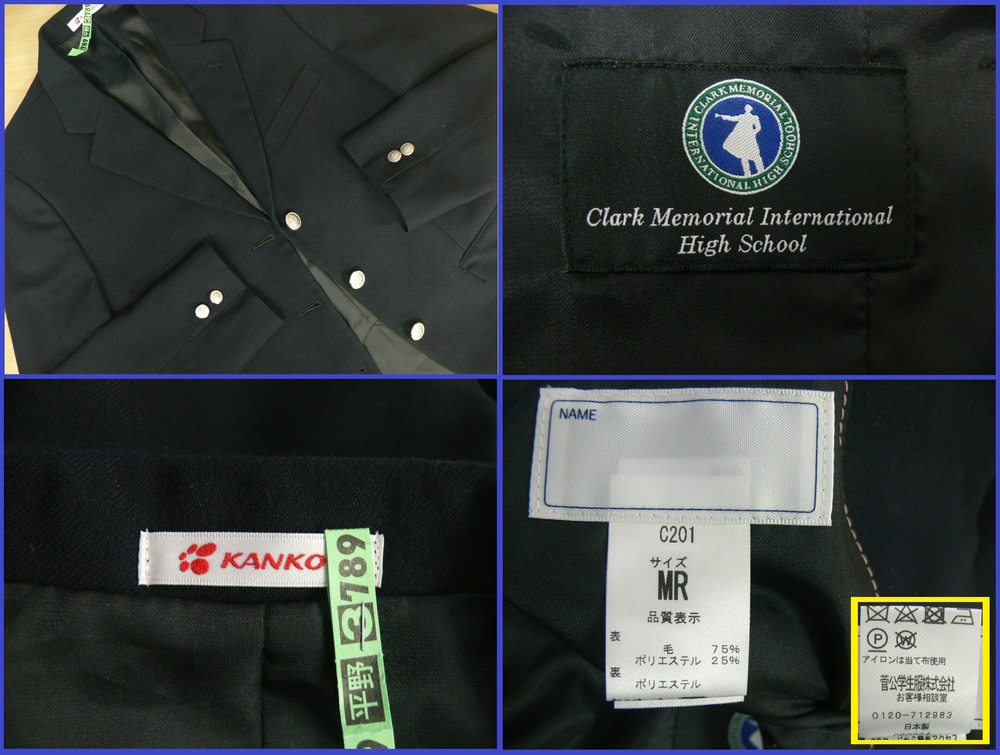 789
CLARK MEMORIAL INTERNATIONAL HIGH SCHOOL
Clark Memorial International
High School
KANKO
平野 3789
NAME
C201
サイズ
MR
品質表示
表
毛 75%
ポリエステル 25%
裏
ポリエステル
P
W
アイロンは当て布使用
菅公学生服株式会社
お客様相談室
0120-712983
日本製